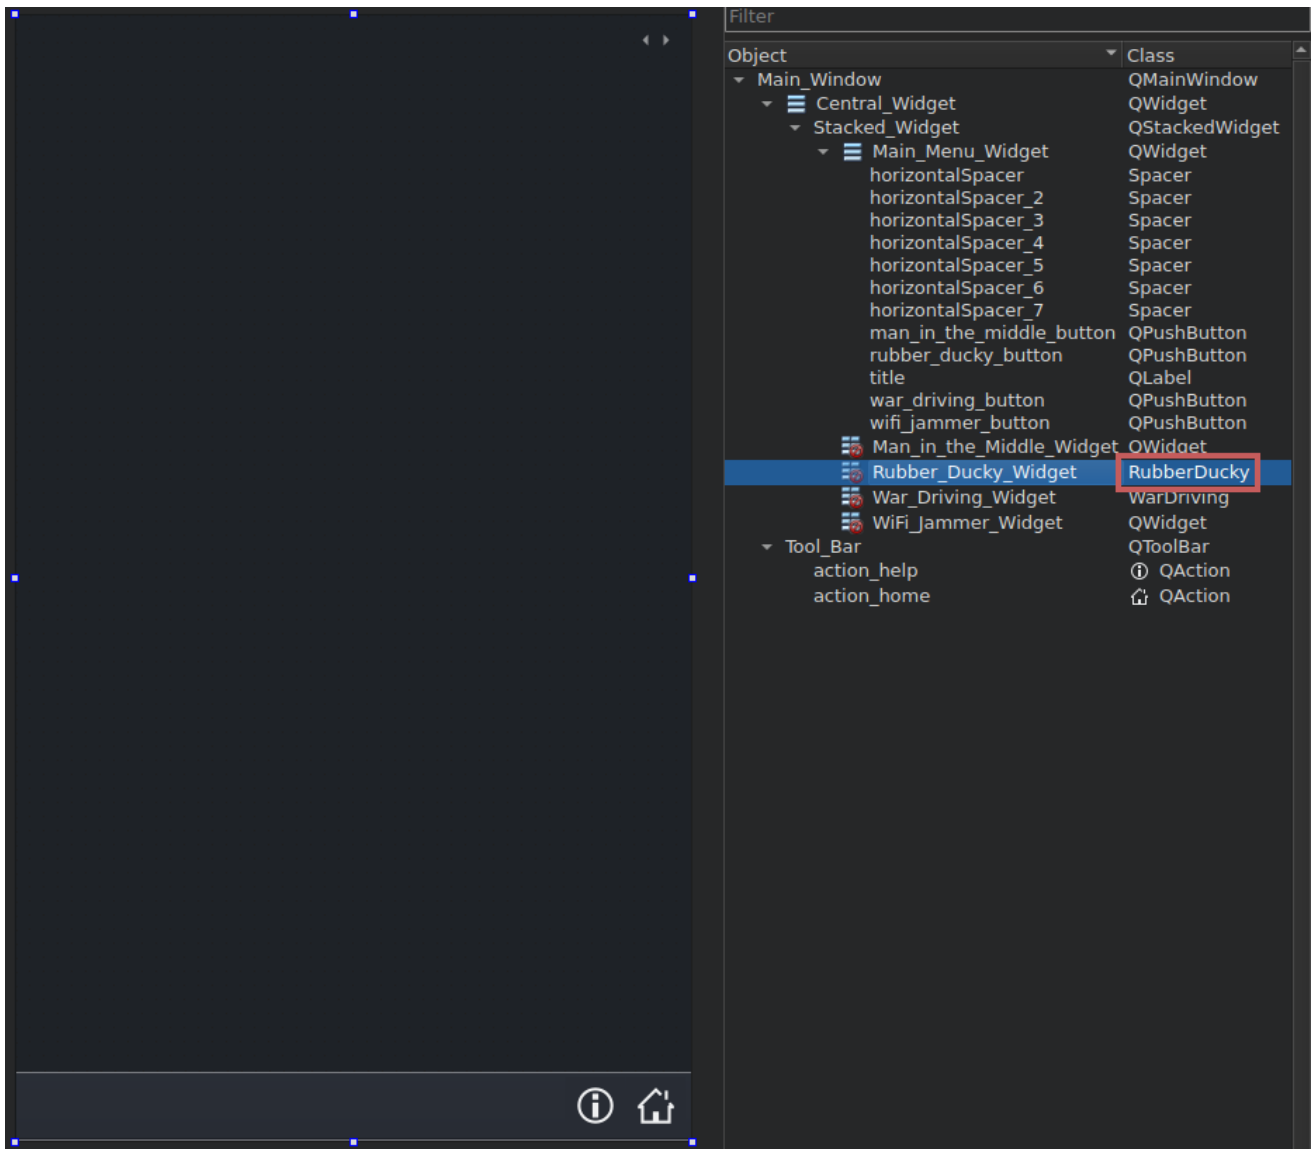 Filter
Object Class
Main_Window QMainWindow
Central_Widget QWidget
Stacked_Widget QStackedWidget
Main_Menu_Widget QWidget
horizontalSpacer Spacer
horizontalSpacer_2 Spacer
horizontalSpacer_3 Spacer
horizontalSpacer_4 Spacer
horizontalSpacer_5 Spacer
horizontalSpacer_6 Spacer
horizontalSpacer_7 Spacer
man_in_the_middle_button QPushButton
rubber_ducky_button QPushButton
title QLabel
war_driving_button QPushButton
wifi_jammer_button QPushButton
Man_in_the_Middle_Widget QWidget
Rubber_Ducky_Widget RubberDucky
War_Driving_Widget WarDriving
WiFi_Jammer_Widget QWidget
Tool_Bar QToolBar
action_help QAction
action_home QAction